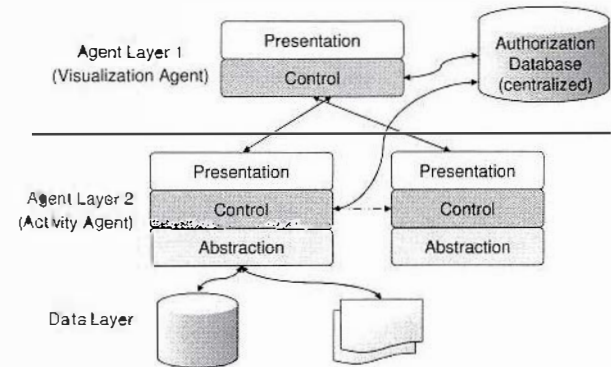 Agent Layer 1
(Visualization Agent)
Presentation
Control
Authorization
Database
(centralized)
Agent Layer 2
(Activity Agent)
Presentation
Control
Abstraction
Presentation
Control
Abstraction
Data Layer